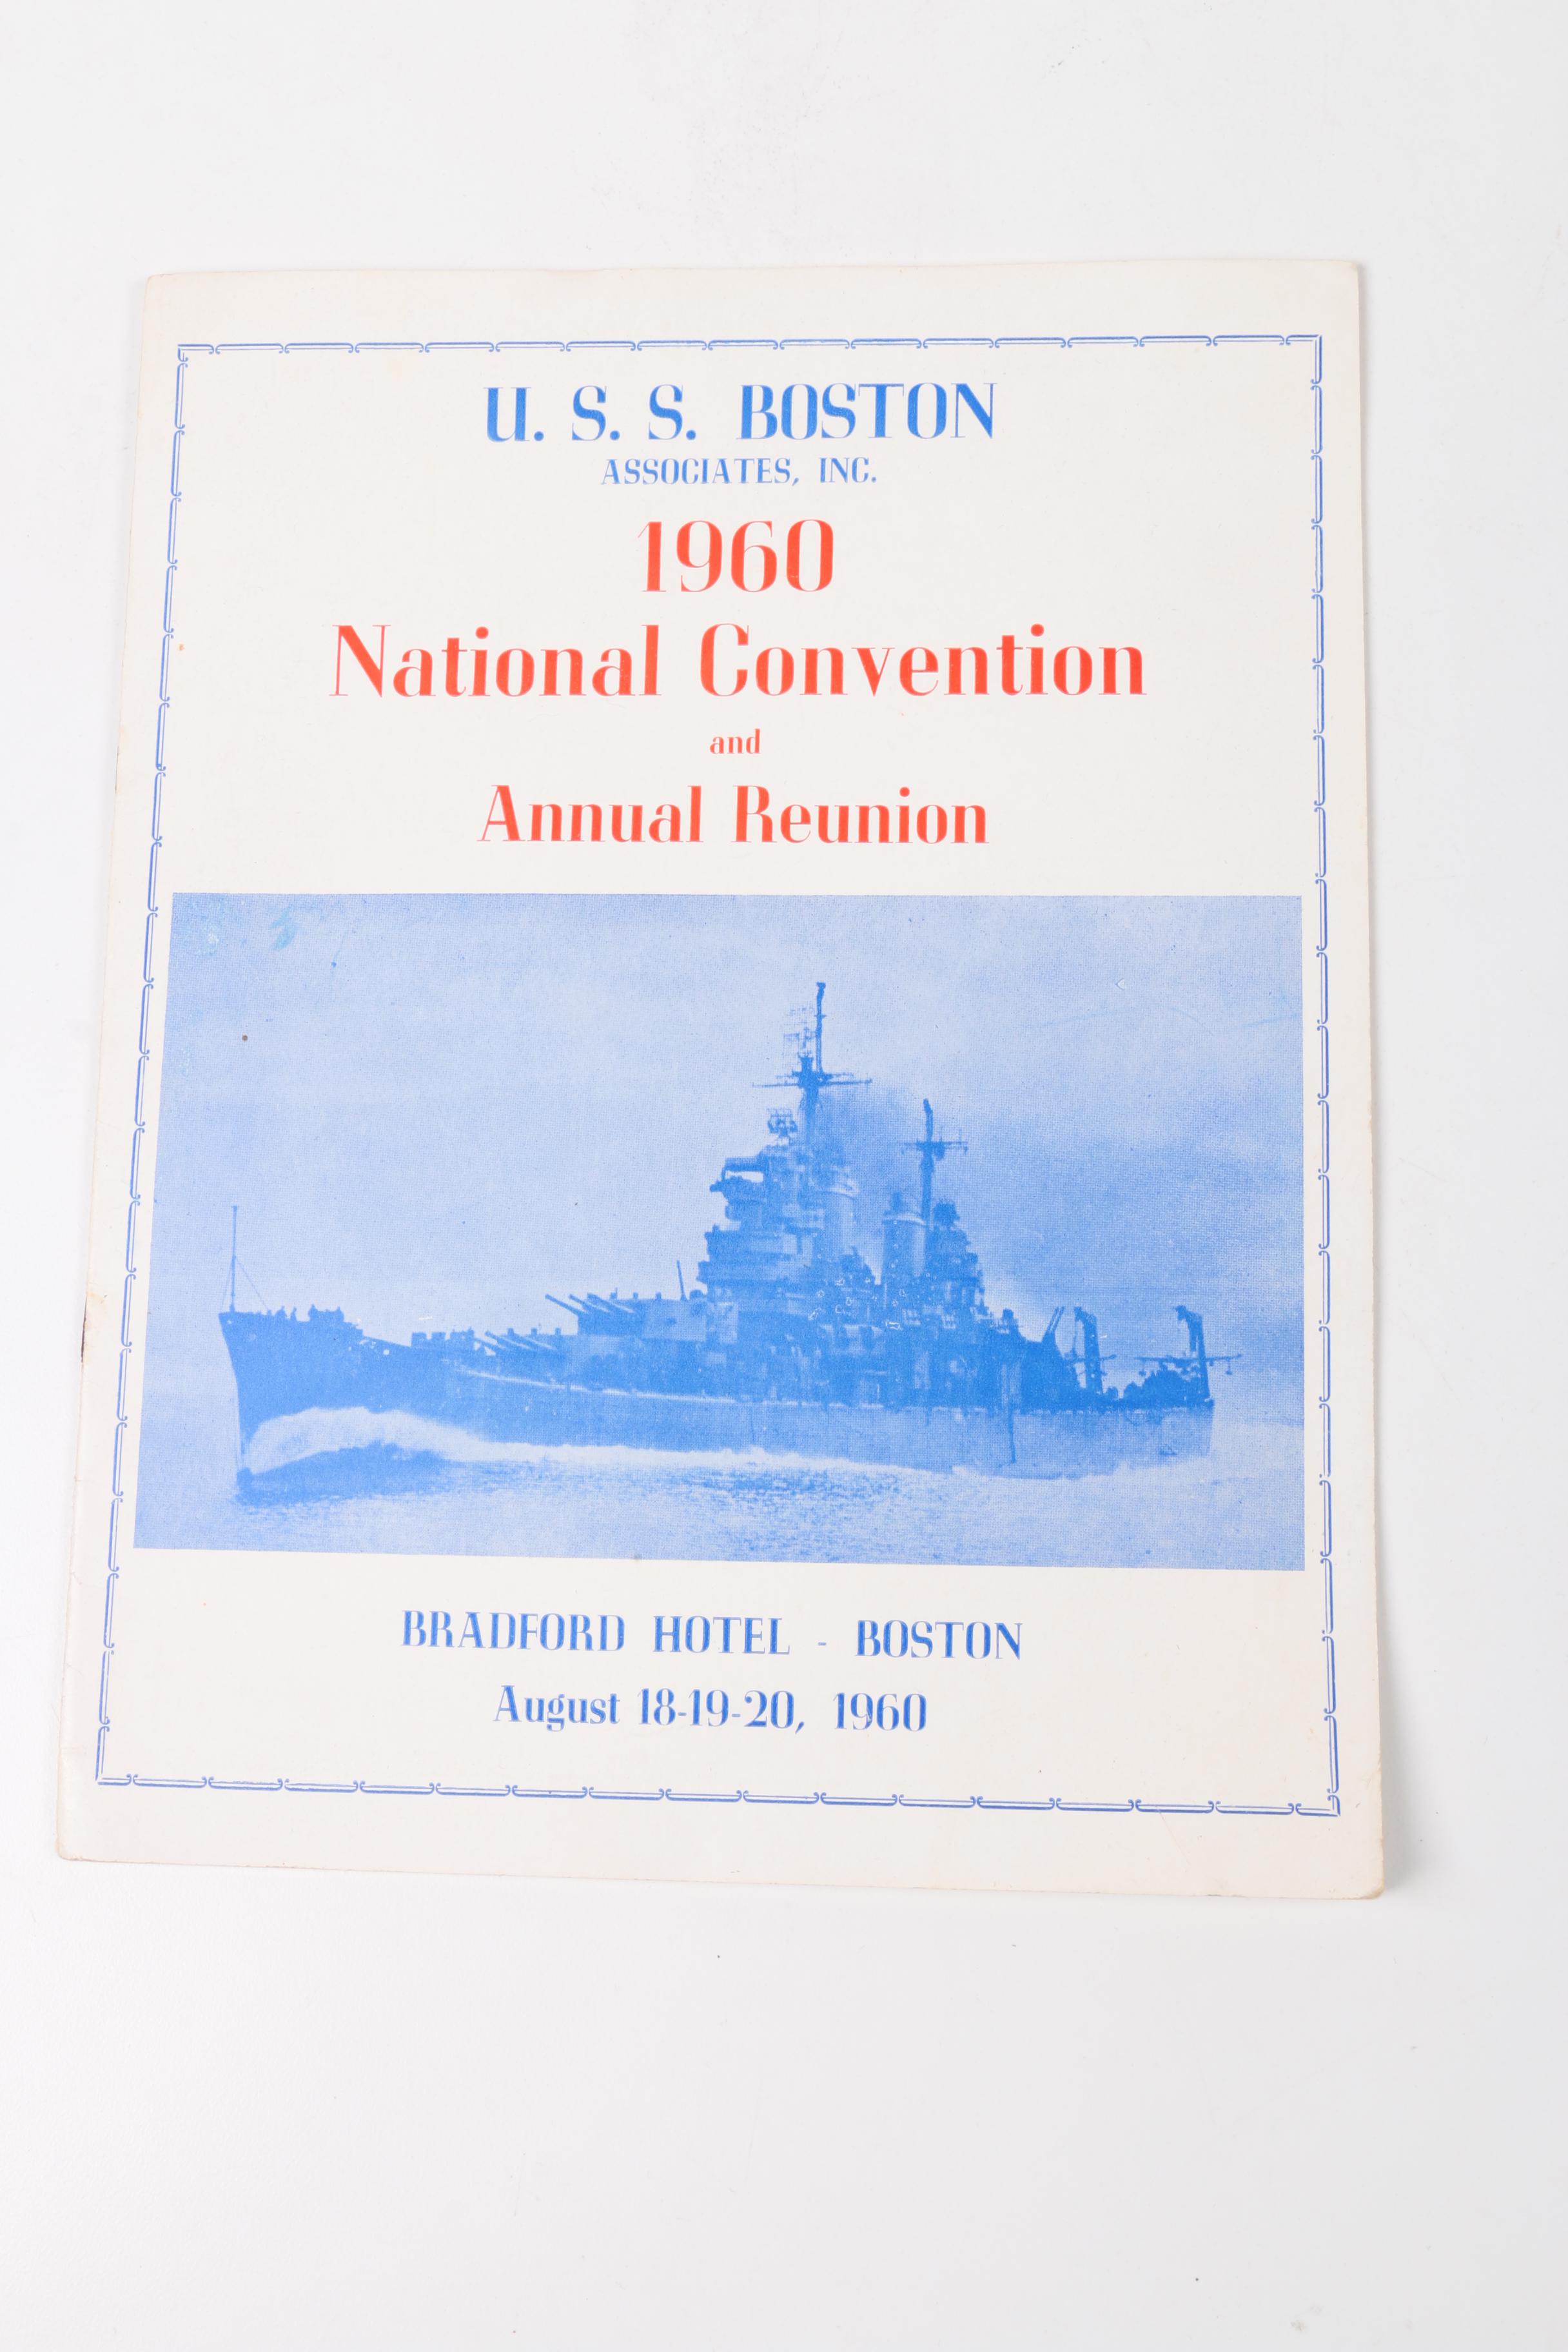 U. S. S. BOSTON
ASSOCIATES, INC.
1960
National Convention
and
Annual Reunion
BRADFORD HOTEL - BOSTON
August 18-19-20, 1960